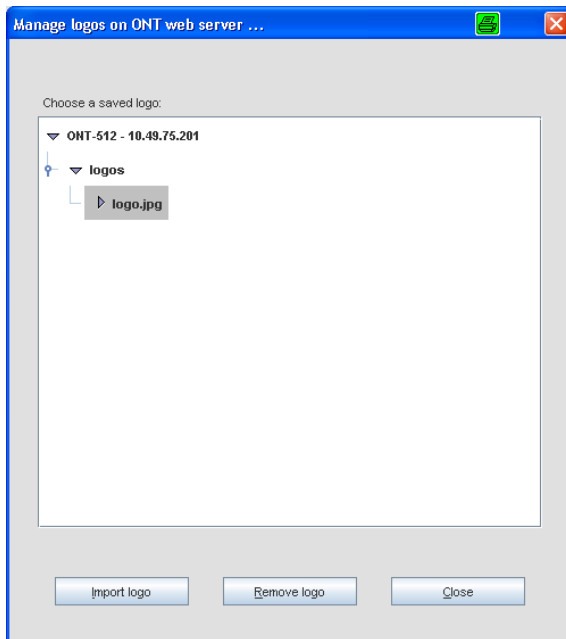 Manage logos on ONT web server ...
Choose a saved logo:
ONT-512 - 10.49.75.201
logos
logo.jpg
Import logo Remove logo Close